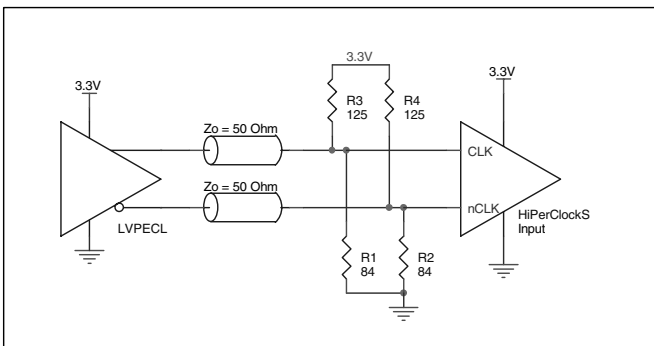 3.3V
3.3V
3.3V
R3
125
R4
125
Zo = 50 Ohm
CLK
Zo = 50 Ohm
nCLK
HiPerClockS
Input
LVPECL
R1
84
R2
84